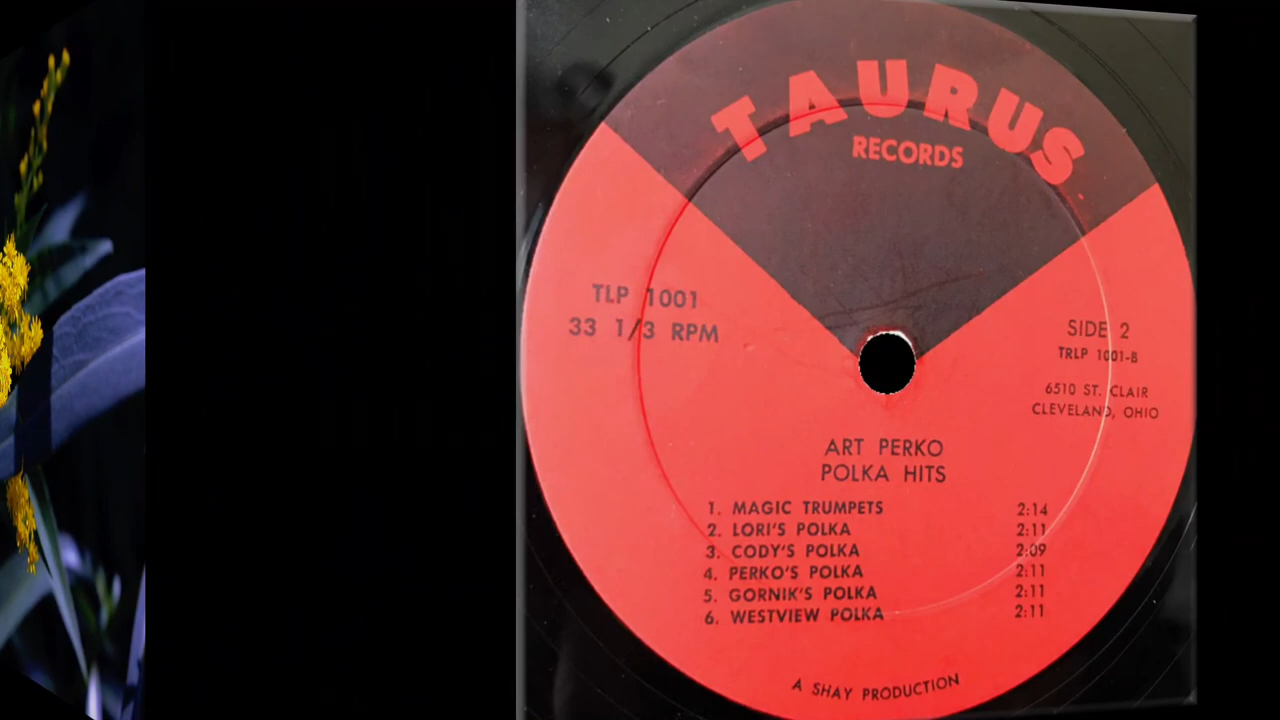 TAURUS
RECORDS
TLP 1001
33 1/3 RPM
SIDE 2
TRLP 1001-B
6510 ST. CLAIR
CLEVELAND, OHIO
ART PERKO
POLKA HITS
1. MAGIC TRUMPETS 2:14
2. LORI'S POLKA 2:11
3. CODY'S POLKA 2:09
4. PERKO'S POLKA 2:11
5. GORNIK'S POLKA 2:11
6. WESTVIEW POLKA 2:11
A SHAY PRODUCTION